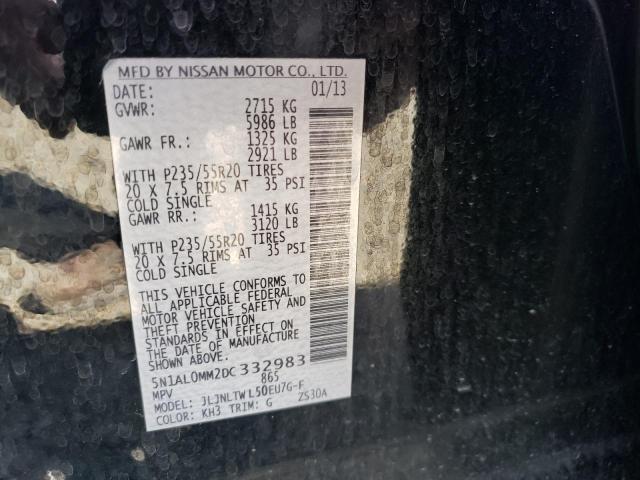 MFD BY NISSAN MOTOR CO., LTD.
DATE: 01/13
GVWR: 2715 KG
5986 LB
GAWR FR.: 1325 KG
2921 LB
WITH P235/55R20 TIRES
20 X 7.5 RIMS AT 35 PSI
COLD SINGLE
GAWR RR.: 1415 KG
3120 LB
WITH P235/55R20 TIRES
20 X 7.5 RIMS AT 35 PSI
COLD SINGLE
THIS VEHICLE CONFORMS TO
ALL APPLICABLE FEDERAL
MOTOR VEHICLE SAFETY AND
THEFT PREVENTION
STANDARDS IN EFFECT ON
THE DATE OF MANUFACTURE
SHOWN ABOVE.
5N1AL0MM2DC 332983
MPV 865
MODEL: JLJNLTWL50EU7G-F
COLOR: KH3 TRIM: G ZS30A